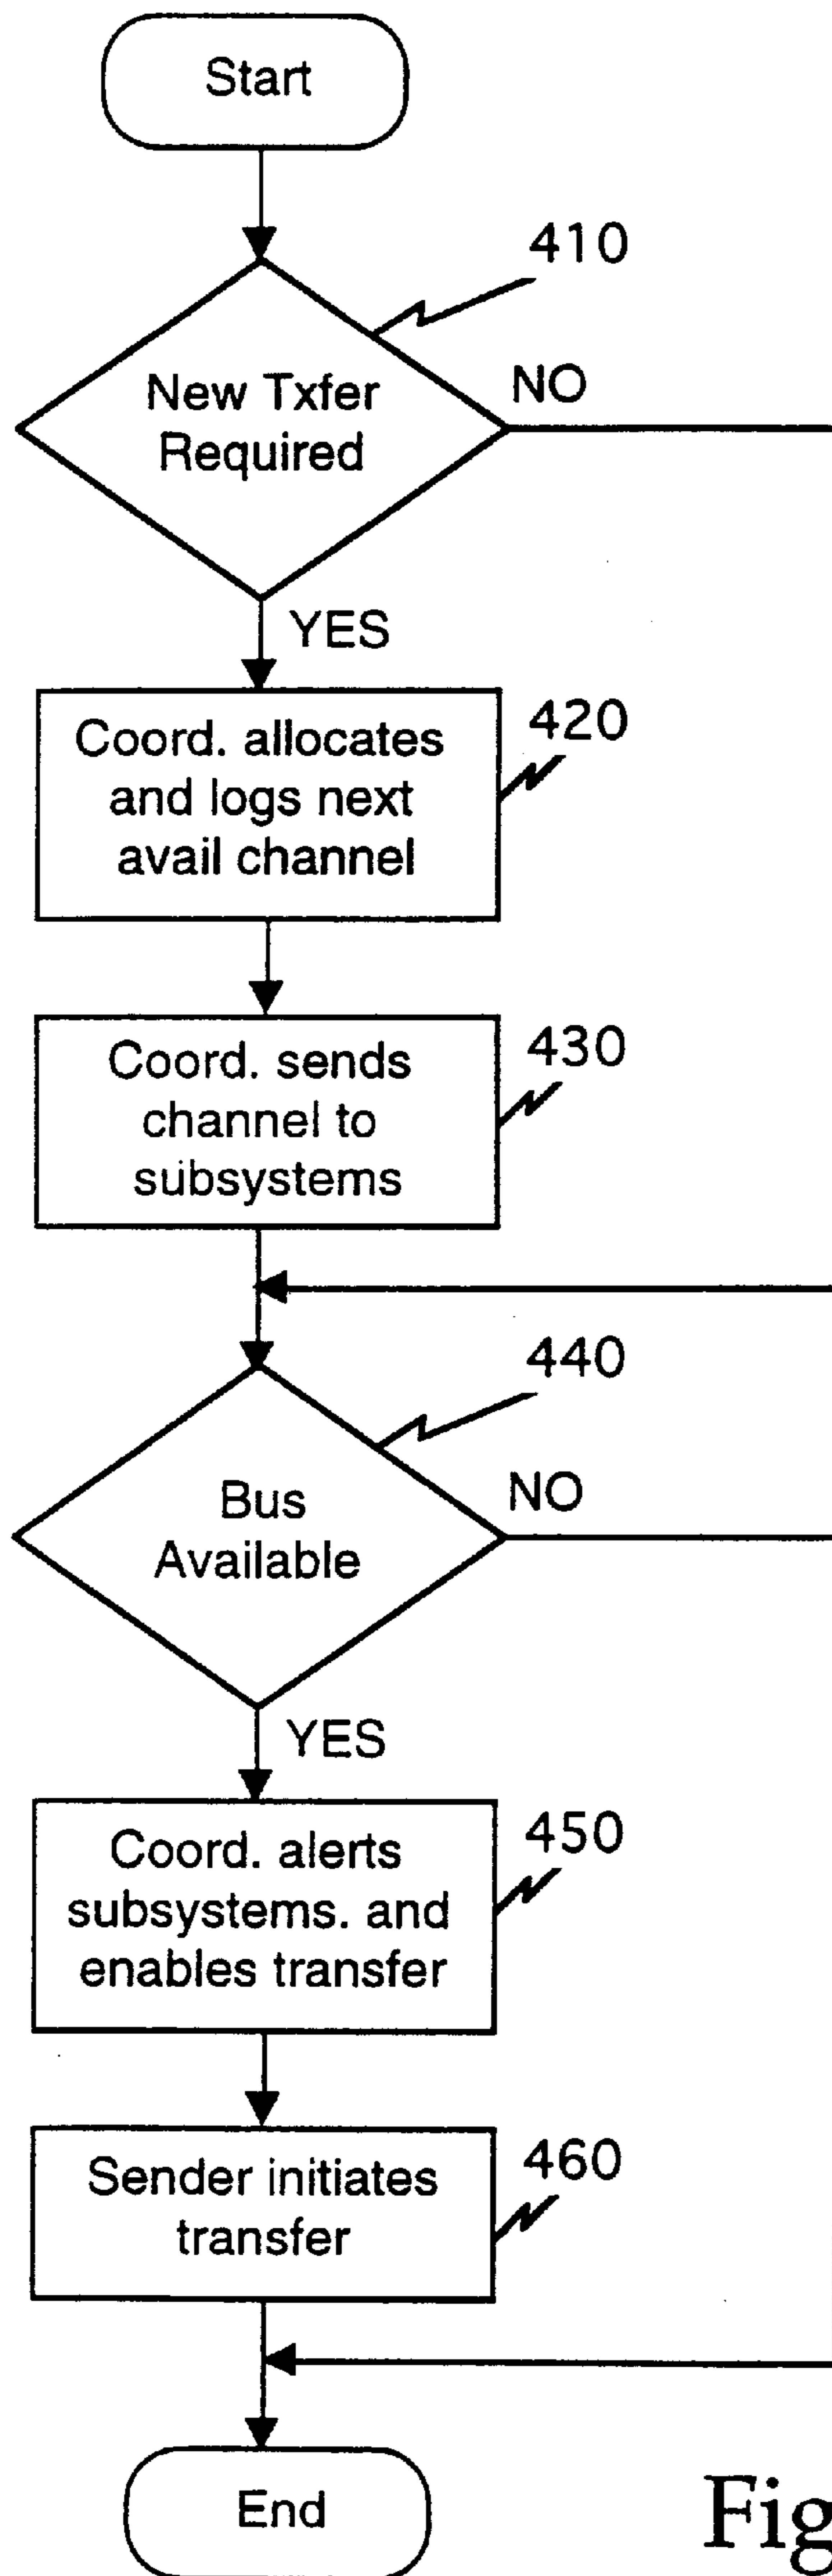 Start
410
New Txfer
Required
NO
YES
420
Coord. allocates
and logs next
avail channel
430
Coord. sends
channel to
subsystems
440
Bus
Available
NO
YES
450
Coord. alerts
subsystems. and
enables transfer
460
Sender initiates
transfer
End
Fig